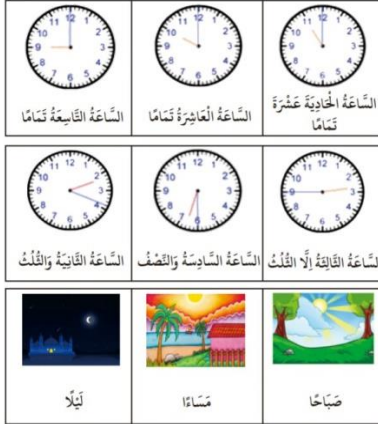 السَّاعَةُ الْحَادِيَةَ عَشْرَةَ
تَمَامًا
السَّاعَةُ الْعَاشِرَةُ تَمَامًا
السَّاعَةُ التَّاسِعَةُ تَمَامًا
السَّاعَةُ الثَّالِثَةُ اِلَّا الثُّلُثُ
السَّاعَةُ السَّادِسَةُ وَالنِّصْفُ
السَّاعَةُ الثَّانِيَةُ وَالثُّلُثُ
صَبَاحًا
مَسَاءًا
لَيْلًا